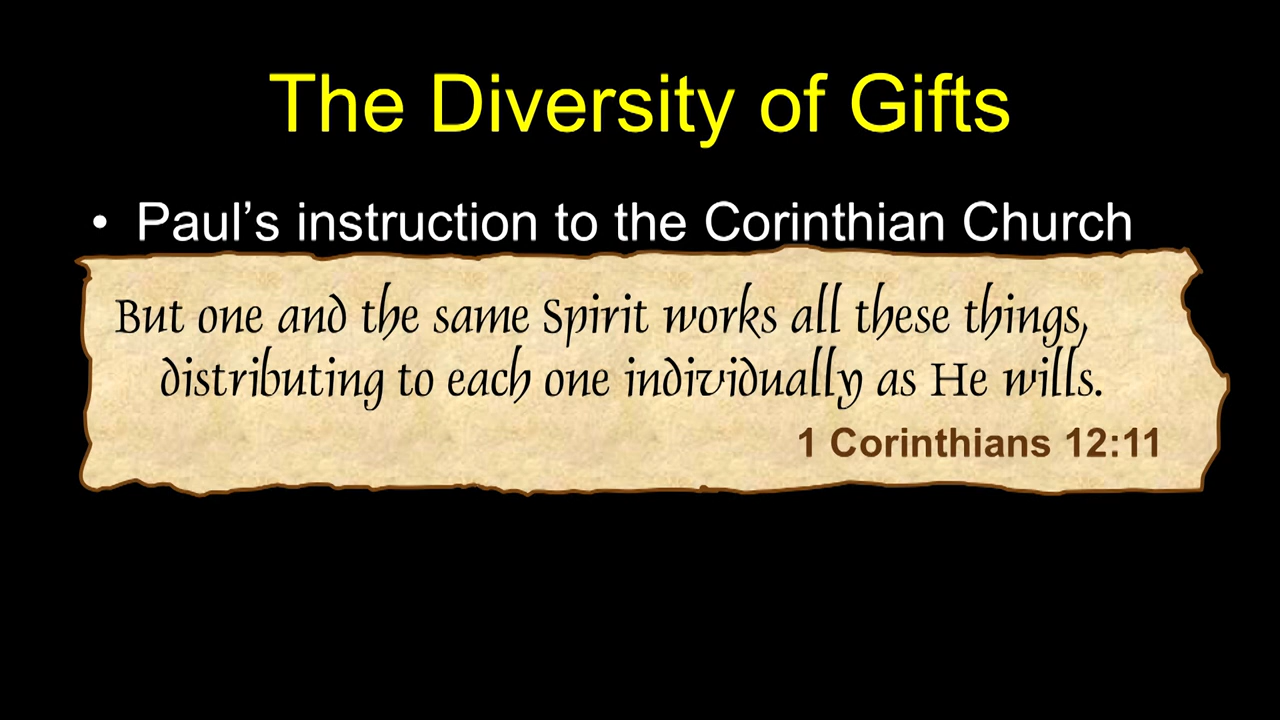 The Diversity of Gifts
• Paul’s instruction to the Corinthian Church
But one and the same Spirit works all these things,
distributing to each one individually as He wills.
1 Corinthians 12:11